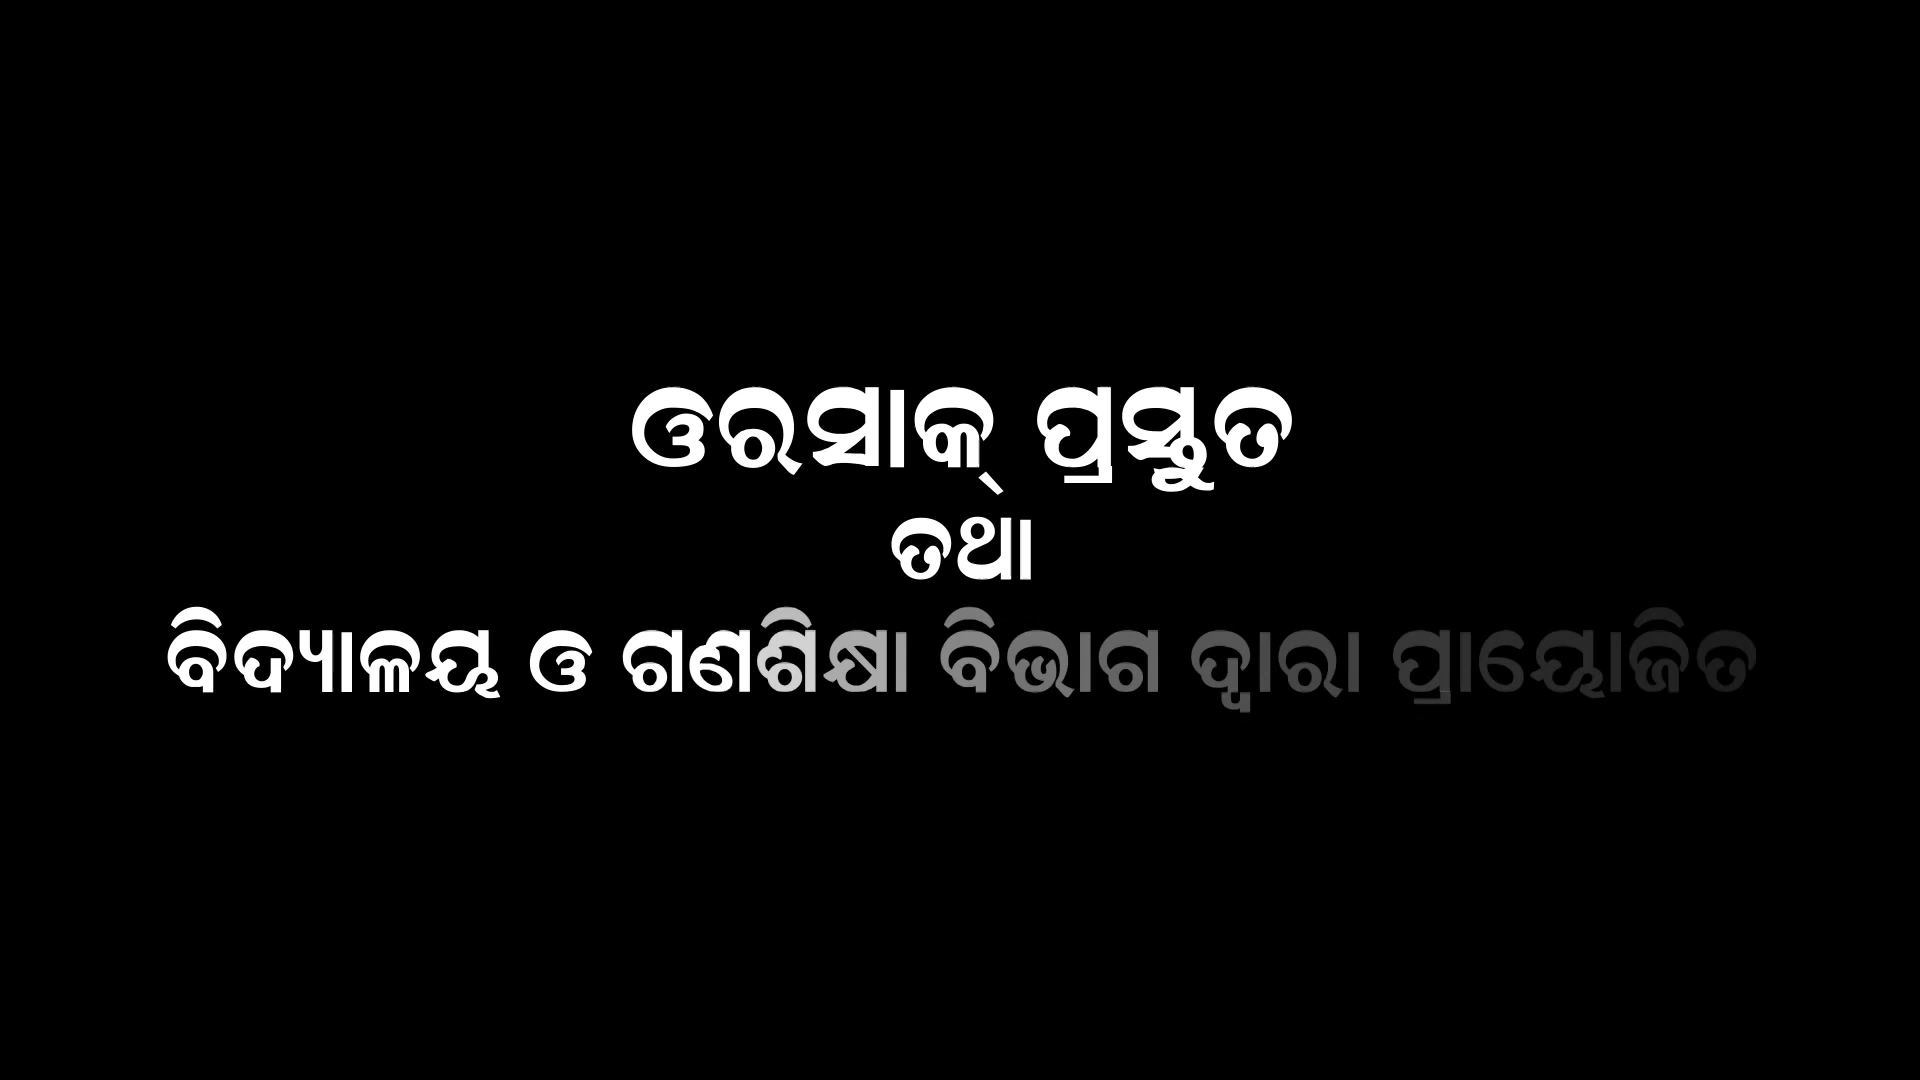 ଓରସାକ୍ ପ୍ରସ୍ତୁତ
ତଥା
ବିଦ୍ୟାଳୟ ଓ ଗଣଶିକ୍ଷା ବିଭାଗ ଦ୍ୱାରା ପ୍ରାୟୋଜିତ